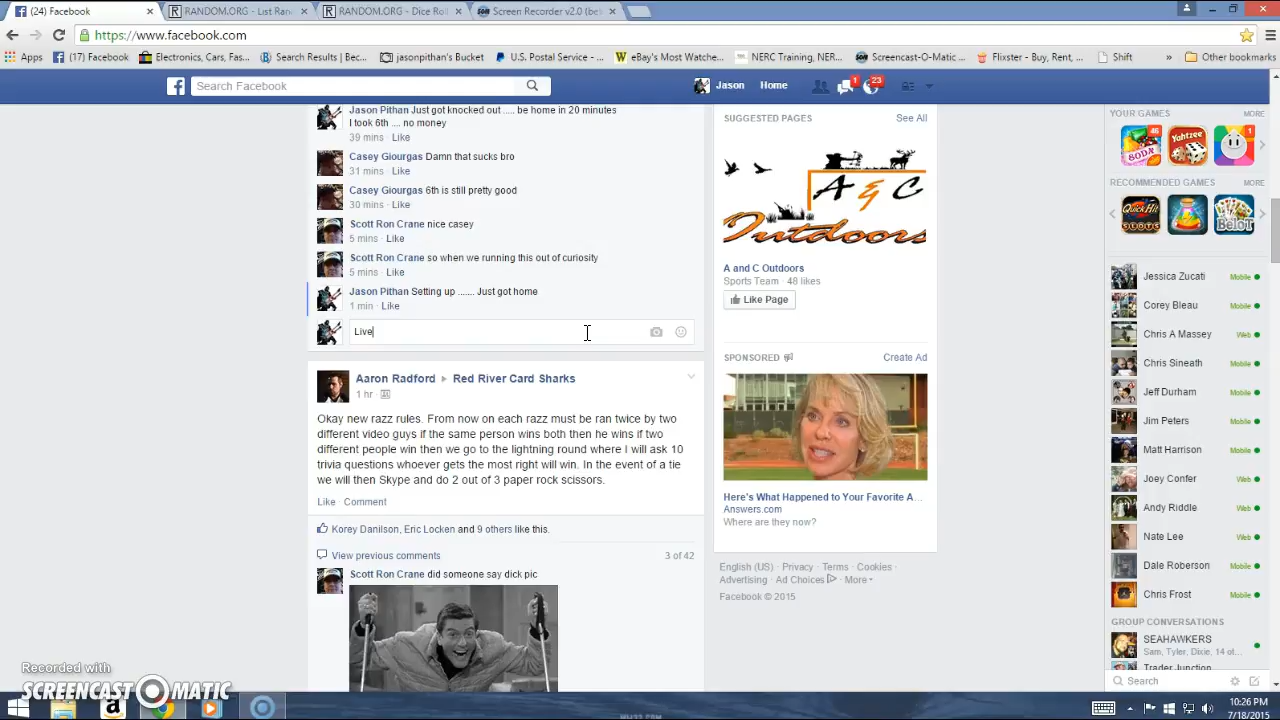 (24) Facebook
RANDOM.ORG - List Ran
RANDOM.ORG - Dice Rol
Screen Recorder v2.0 (be
https://www.facebook.com
Apps
(17) Facebook
Electronics, Cars, Fas...
Search Results | Bec...
jasonpithan's Bucket
U.S. Postal Service - ...
eBay's Most Watche...
NERC Training, NER...
Screencast-O-Matic ...
Flixster - Buy, Rent, ...
Shift
»
Other bookmarks
Search Facebook
Jason
Home
1
23
Jason Pithan Just got knocked out ..... be home in 20 minutes
I took 6th .... no money
39 mins · Like
Casey Giourgas Damn that sucks bro
31 mins · Like
Casey Giourgas 6th is still pretty good
30 mins · Like
Scott Ron Crane nice casey
5 mins · Like
Scott Ron Crane so when we running this out of curiosity
5 mins · Like
Jason Pithan Setting up ....... Just got home
1 min · Like
Live
Aaron Radford ▸ Red River Card Sharks
1 hr ·
Okay new razz rules. From now on each razz must be ran twice by two
different video guys if the same person wins both then he wins if two
different people win then we go to the lightning round where I will ask 10
trivia questions whoever gets the most right will win. In the event of a tie
we will then Skype and do 2 out of 3 paper rock scissors.
Like · Comment
Korey Danilson, Eric Locken and 9 others like this.
View previous comments
3 of 42
Scott Ron Crane did someone say dick pic
SUGGESTED PAGES
See All
A & C
Outdoors
A and C Outdoors
Sports Team · 48 likes
Like Page
SPONSORED
Create Ad
Here's What Happened to Your Favorite A...
Answers.com
Where are they now?
English (US) · Privacy · Terms · Cookies ·
Advertising · Ad Choices · More
Facebook © 2015
YOUR GAMES
MORE
46
SODA
Yahtzee
1
RECOMMENDED GAMES
MORE
Quick Hit
SLOTS
BELOT
Jessica Zucati
Mobile
Corey Bleau
Mobile
Chris A Massey
Web
Chris Sineath
Mobile
Jeff Durham
Mobile
Jim Peters
Mobile
Matt Harrison
Mobile
Joey Confer
Web
Andy Riddle
Web
Nate Lee
Web
Dale Roberson
Mobile
Chris Frost
Mobile
GROUP CONVERSATIONS
SEAHAWKERS
Sam, Tyler, Dixie, 14 ot...
Trader Junction
Search
Recorded with
SCREENCAST-O-MATIC
10:26 PM
7/18/2015